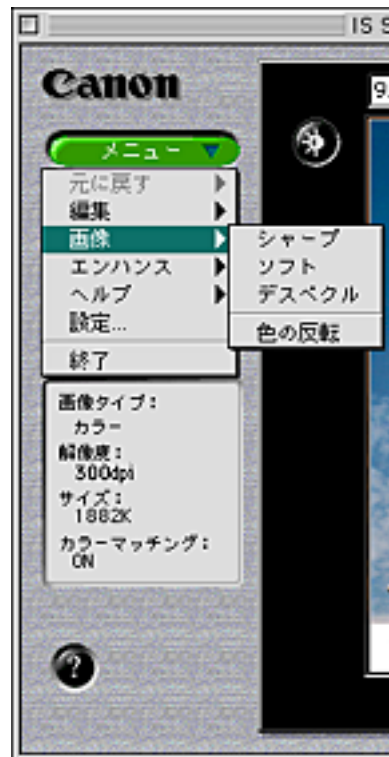 IS S
Canon
メニュー
元に戻す
編集
画像
エンハンス
ヘルプ
設定...
終了
シャープ
ソフト
デスペクル
色の反転
画像タイプ：
カラー
解像度：
300dpi
サイズ：
1882K
カラーマッチング：
ON
9
?